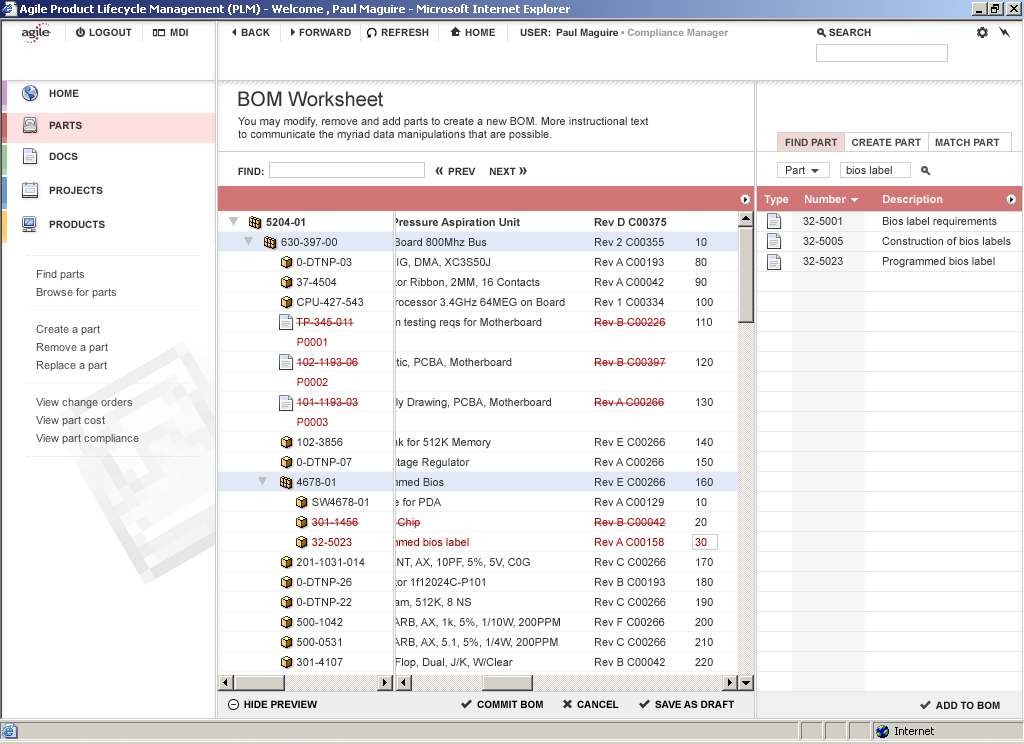 Agile Product Lifecycle Management (PLM) - Welcome , Paul Maguire - Microsoft Internet Explorer
agile
LOGOUT
MDI
BACK
FORWARD
REFRESH
HOME
USER: Paul Maguire • Compliance Manager
SEARCH
HOME
PARTS
DOCS
PROJECTS
PRODUCTS
Find parts
Browse for parts
Create a part
Remove a part
Replace a part
View change orders
View part cost
View part compliance
BOM Worksheet
You may modify, remove and add parts to create a new BOM. More instructional text
to communicate the myriad data manipulations that are possible.
FIND:
« PREV
NEXT »
5204-01 Pressure Aspiration Unit Rev D C00375
630-397-00 Board 800Mhz Bus Rev 2 C00355 10
0-DTNP-03 IG, DMA, XC3S50J Rev A C00193 80
37-4504 or Ribbon, 2MM, 16 Contacts Rev A C00042 90
CPU-427-543 rocessor 3.4GHz 64MEG on Board Rev 1 C00334 100
TP-345-011 n testing reqs for Motherboard Rev B C00226 110
P0001
102-1193-06 tic, PCBA, Motherboard Rev B C00397 120
P0002
101-1193-03 ly Drawing, PCBA, Motherboard Rev A C00266 130
P0003
102-3856 nk for 512K Memory Rev E C00266 140
0-DTNP-07 tage Regulator Rev A C00266 150
4678-01 nmed Bios Rev E C00266 160
SW4678-01 e for PDA Rev A C00129 10
301-1456 Chip Rev B C00042 20
32-5023 nmed bios label Rev A C00158 30
201-1031-014 NT, AX, 10PF, 5%, 5V, C0G Rev C C00266 170
0-DTNP-26 or 1f12024C-P101 Rev B C00193 180
0-DTNP-22 am, 512K, 8 NS Rev C C00266 190
500-1042 ARB, AX, 1k, 5%, 1/10W, 200PPM Rev F C00266 200
500-0531 ARB, AX, 5.1, 5%, 1/4W, 200PPM Rev C C00266 210
301-4107 Flop, Dual, J/K, W/Clear Rev B C00042 220
HIDE PREVIEW
COMMIT BOM
CANCEL
SAVE AS DRAFT
FIND PART
CREATE PART
MATCH PART
Part
bios label
Type Number Description
32-5001 Bios label requirements
32-5005 Construction of bios labels
32-5023 Programmed bios label
ADD TO BOM
Internet